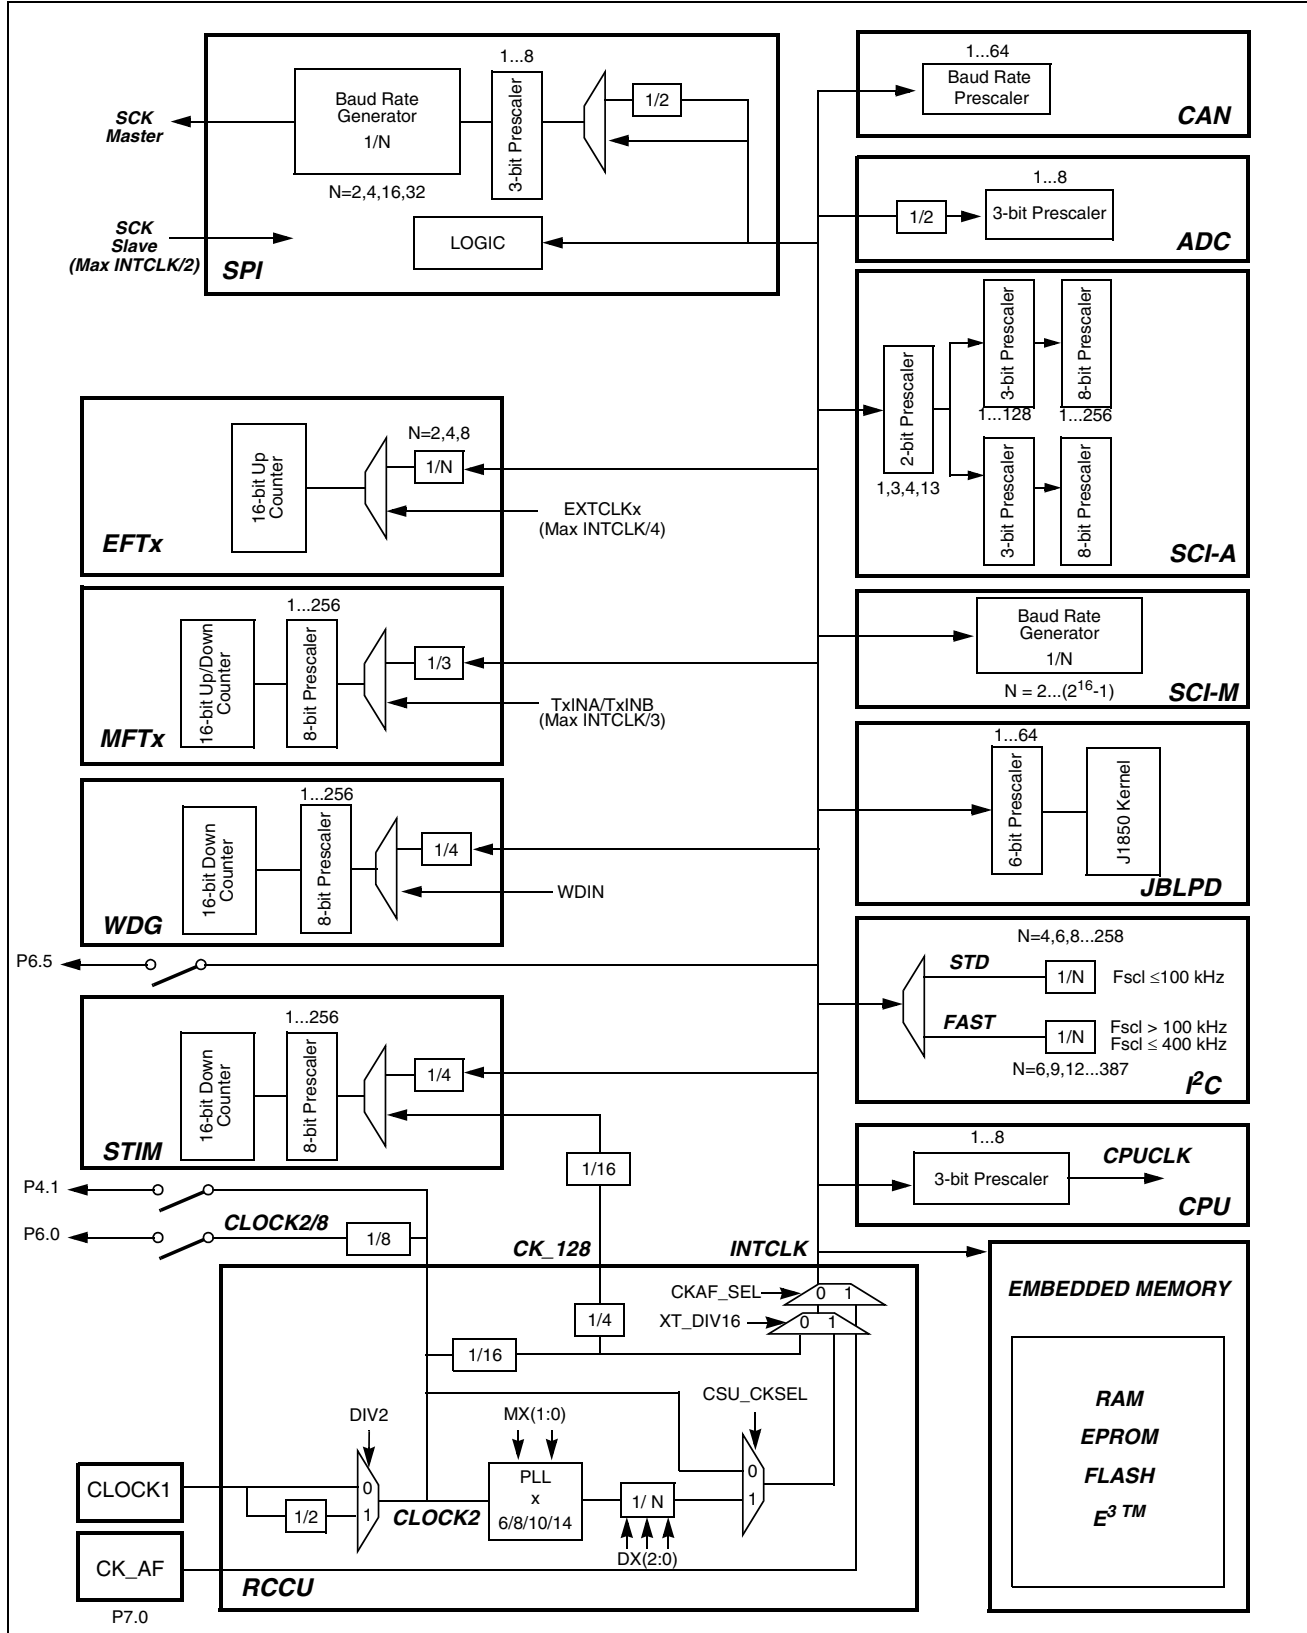 1...8
Baud Rate
Generator
1/N
3-bit Prescaler
1/2
SCK
Master
N=2,4,16,32
SCK
Slave
(Max INTCLK/2)
LOGIC
SPI
1...64
Baud Rate
Prescaler
CAN
1...8
1/2
3-bit Prescaler
ADC
2-bit Prescaler
1,3,4,13
3-bit Prescaler
8-bit Prescaler
1...128
1...256
3-bit Prescaler
8-bit Prescaler
SCI-A
N=2,4,8
16-bit Up
Counter
1/N
EXTCLKx
(Max INTCLK/4)
EFTx
1...256
16-bit Up/Down
Counter
8-bit Prescaler
1/3
TxINA/TxINB
(Max INTCLK/3)
MFTx
Baud Rate
Generator
1/N
N = 2...(2^16-1)
SCI-M
1...64
6-bit Prescaler
J1850 Kernel
JBLPD
1...256
16-bit Down
Counter
8-bit Prescaler
1/4
WDIN
WDG
P6.5
N=4,6,8...258
STD
1/N
Fscl ≤100 kHz
FAST
1/N
Fscl > 100 kHz
Fscl ≤ 400 kHz
N=6,9,12...387
I²C
1...256
16-bit Down
Counter
8-bit Prescaler
1/4
STIM
1/16
1...8
3-bit Prescaler
CPUCLK
CPU
P4.1
P6.0
CLOCK2/8
1/8
CK_128
INTCLK
CKAF_SEL
0 1
XT_DIV16
0 1
1/4
1/16
CSU_CKSEL
0
1
DIV2
MX(1:0)
CLOCK1
1/2
0
1
CLOCK2
PLL
x
6/8/10/14
1/ N
DX(2:0)
CK_AF
P7.0
RCCU
EMBEDDED MEMORY
RAM
EPROM
FLASH
E³ ™